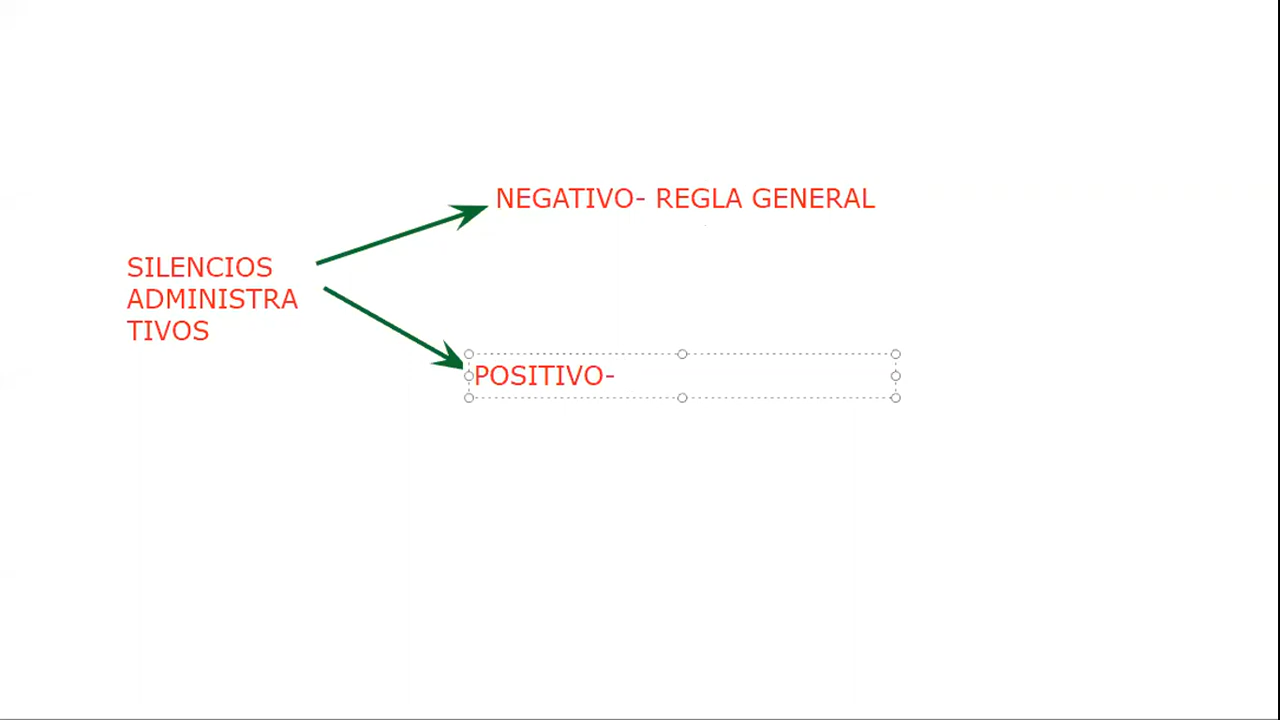 NEGATIVO- REGLA GENERAL
SILENCIOS
ADMINISTRA
TIVOS
POSITIVO-